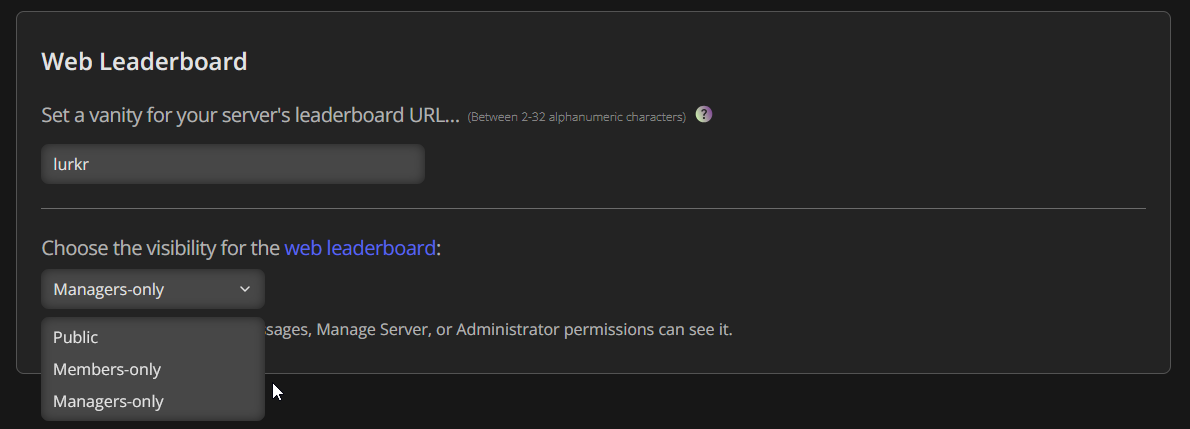 Web Leaderboard
Set a vanity for your server's leaderboard URL... (Between 2-32 alphanumeric characters) ?
lurkr
Choose the visibility for the web leaderboard:
Managers-only
sages, Manage Server, or Administrator permissions can see it.
Public
Members-only
Managers-only